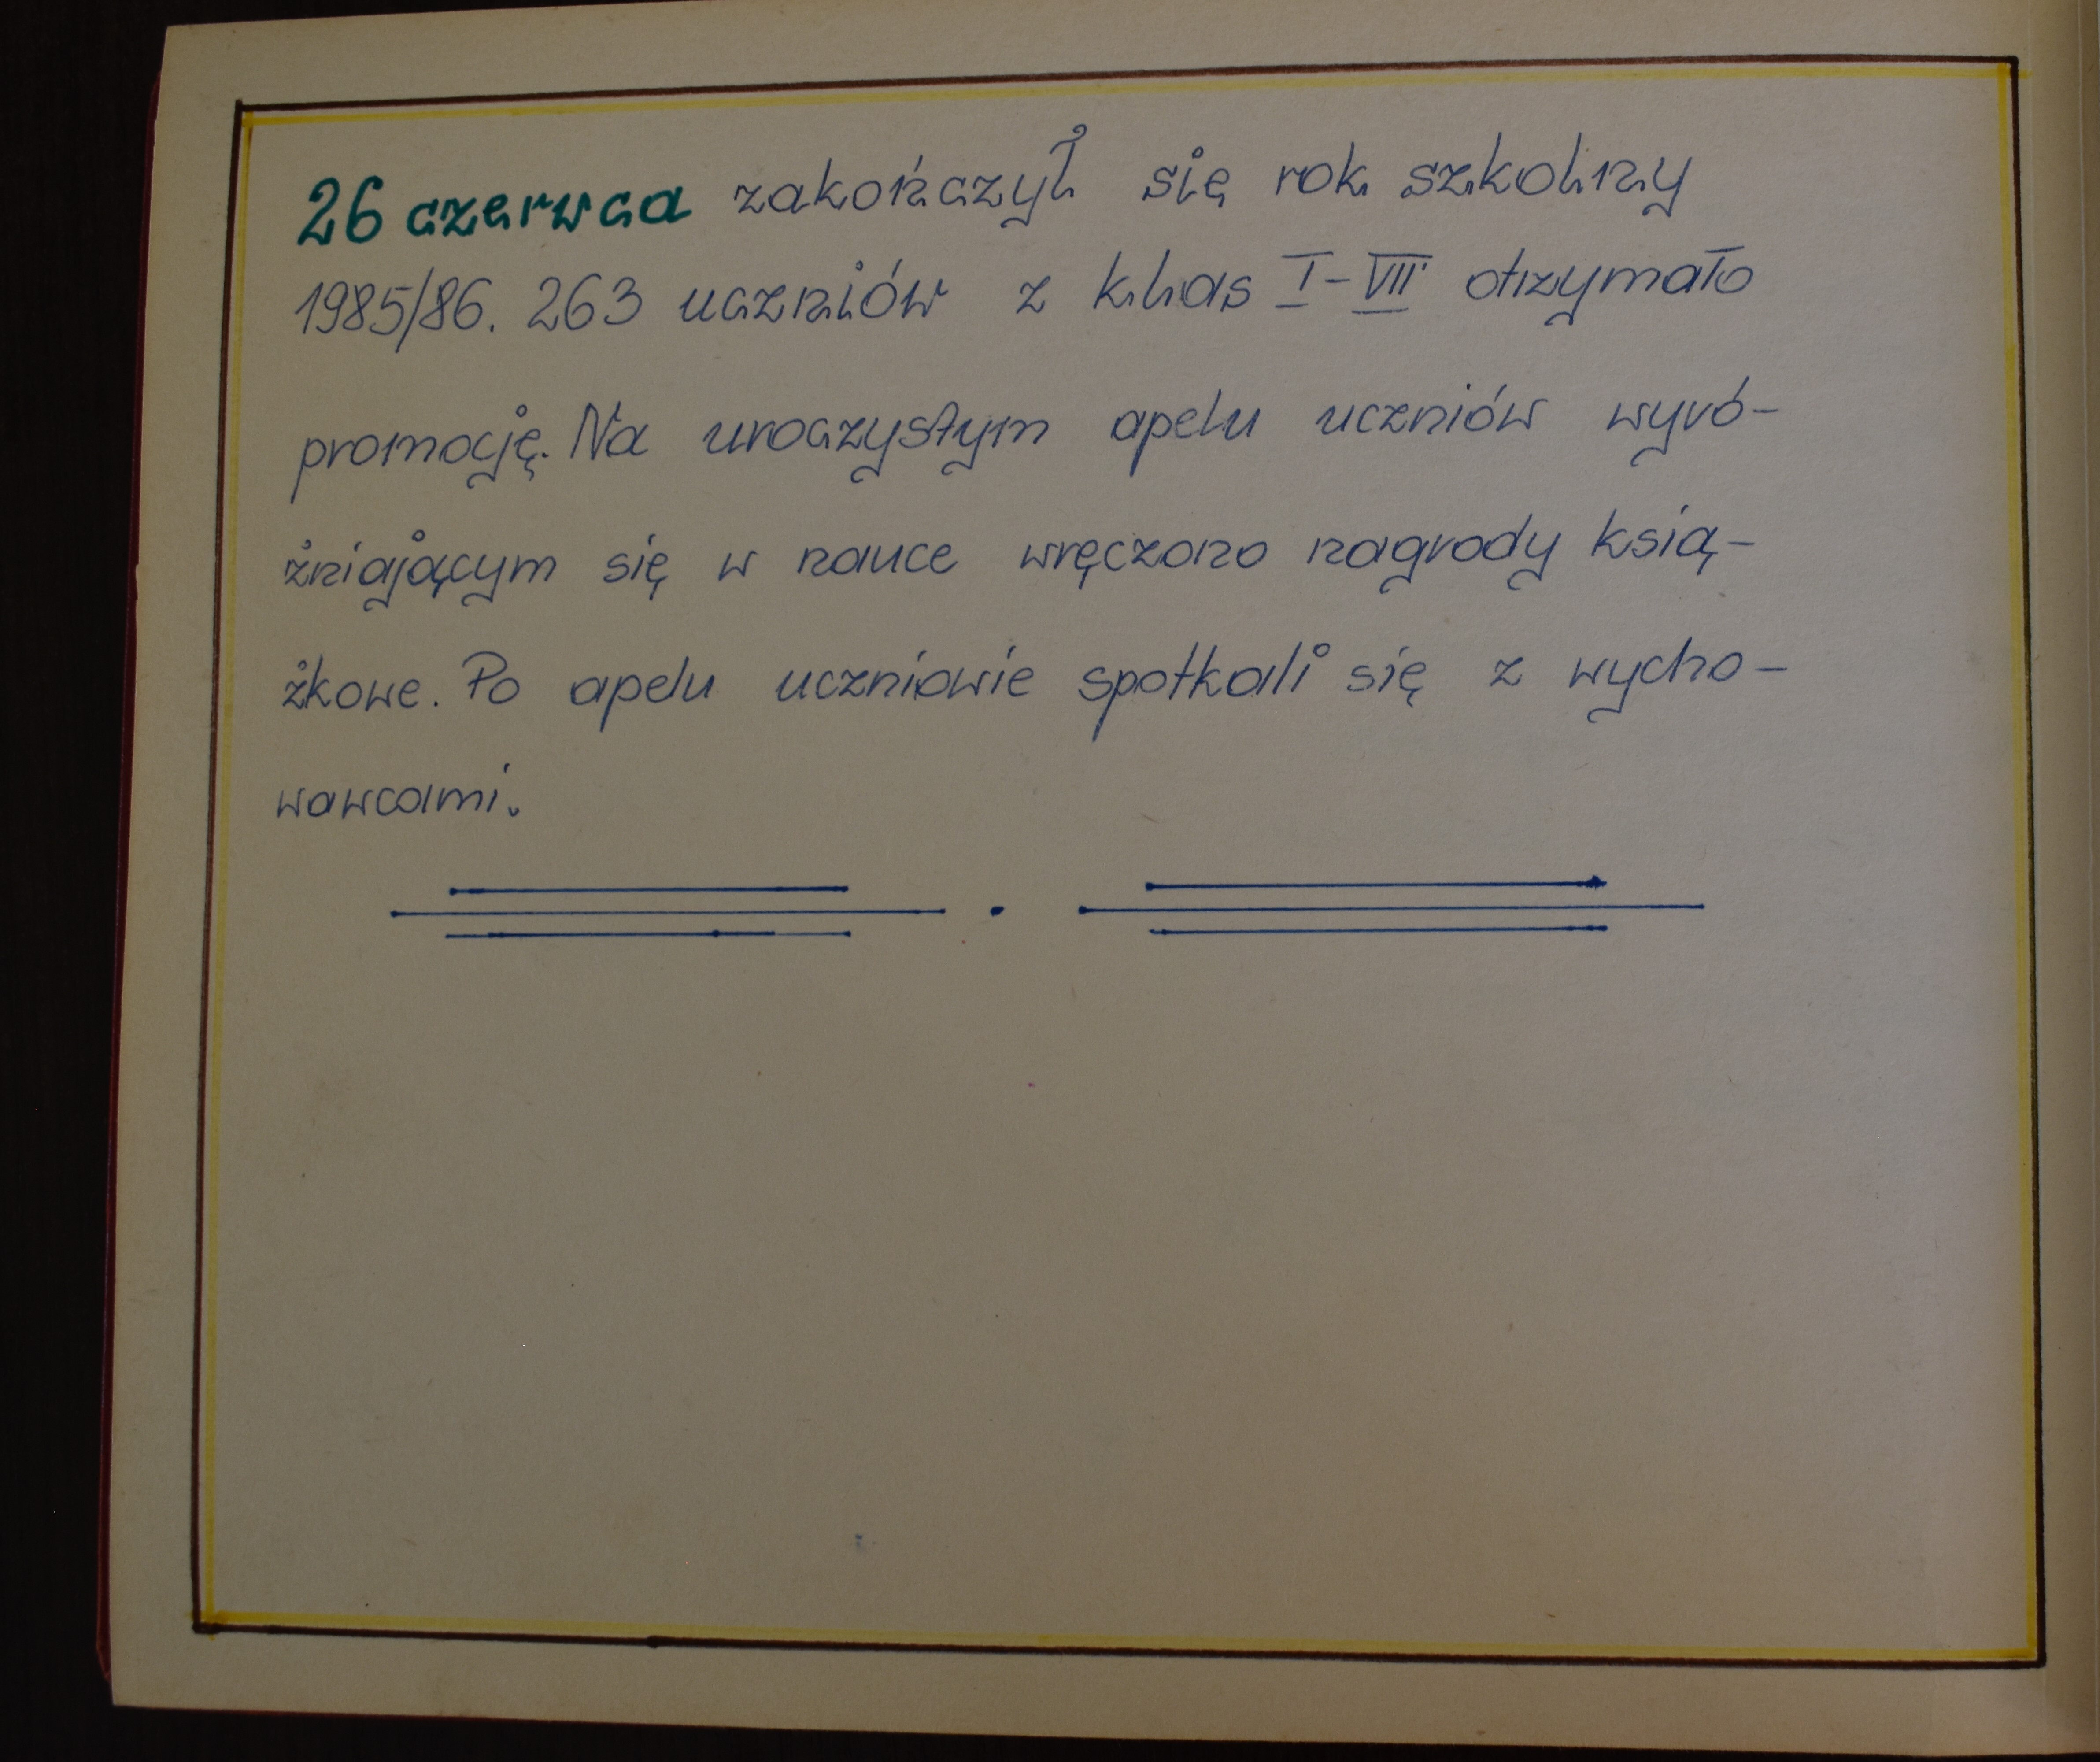 26 czerwca zakończył się rok szkolny
1985/86. 263 uczniów z klas I-VII otrzymało
promocję. Na uroczystym apelu uczniów wyró-
żniającym się w nauce wręczono nagrody ksią-
żkowe. Po apelu uczniowie spotkali się z wycho-
wawcami.